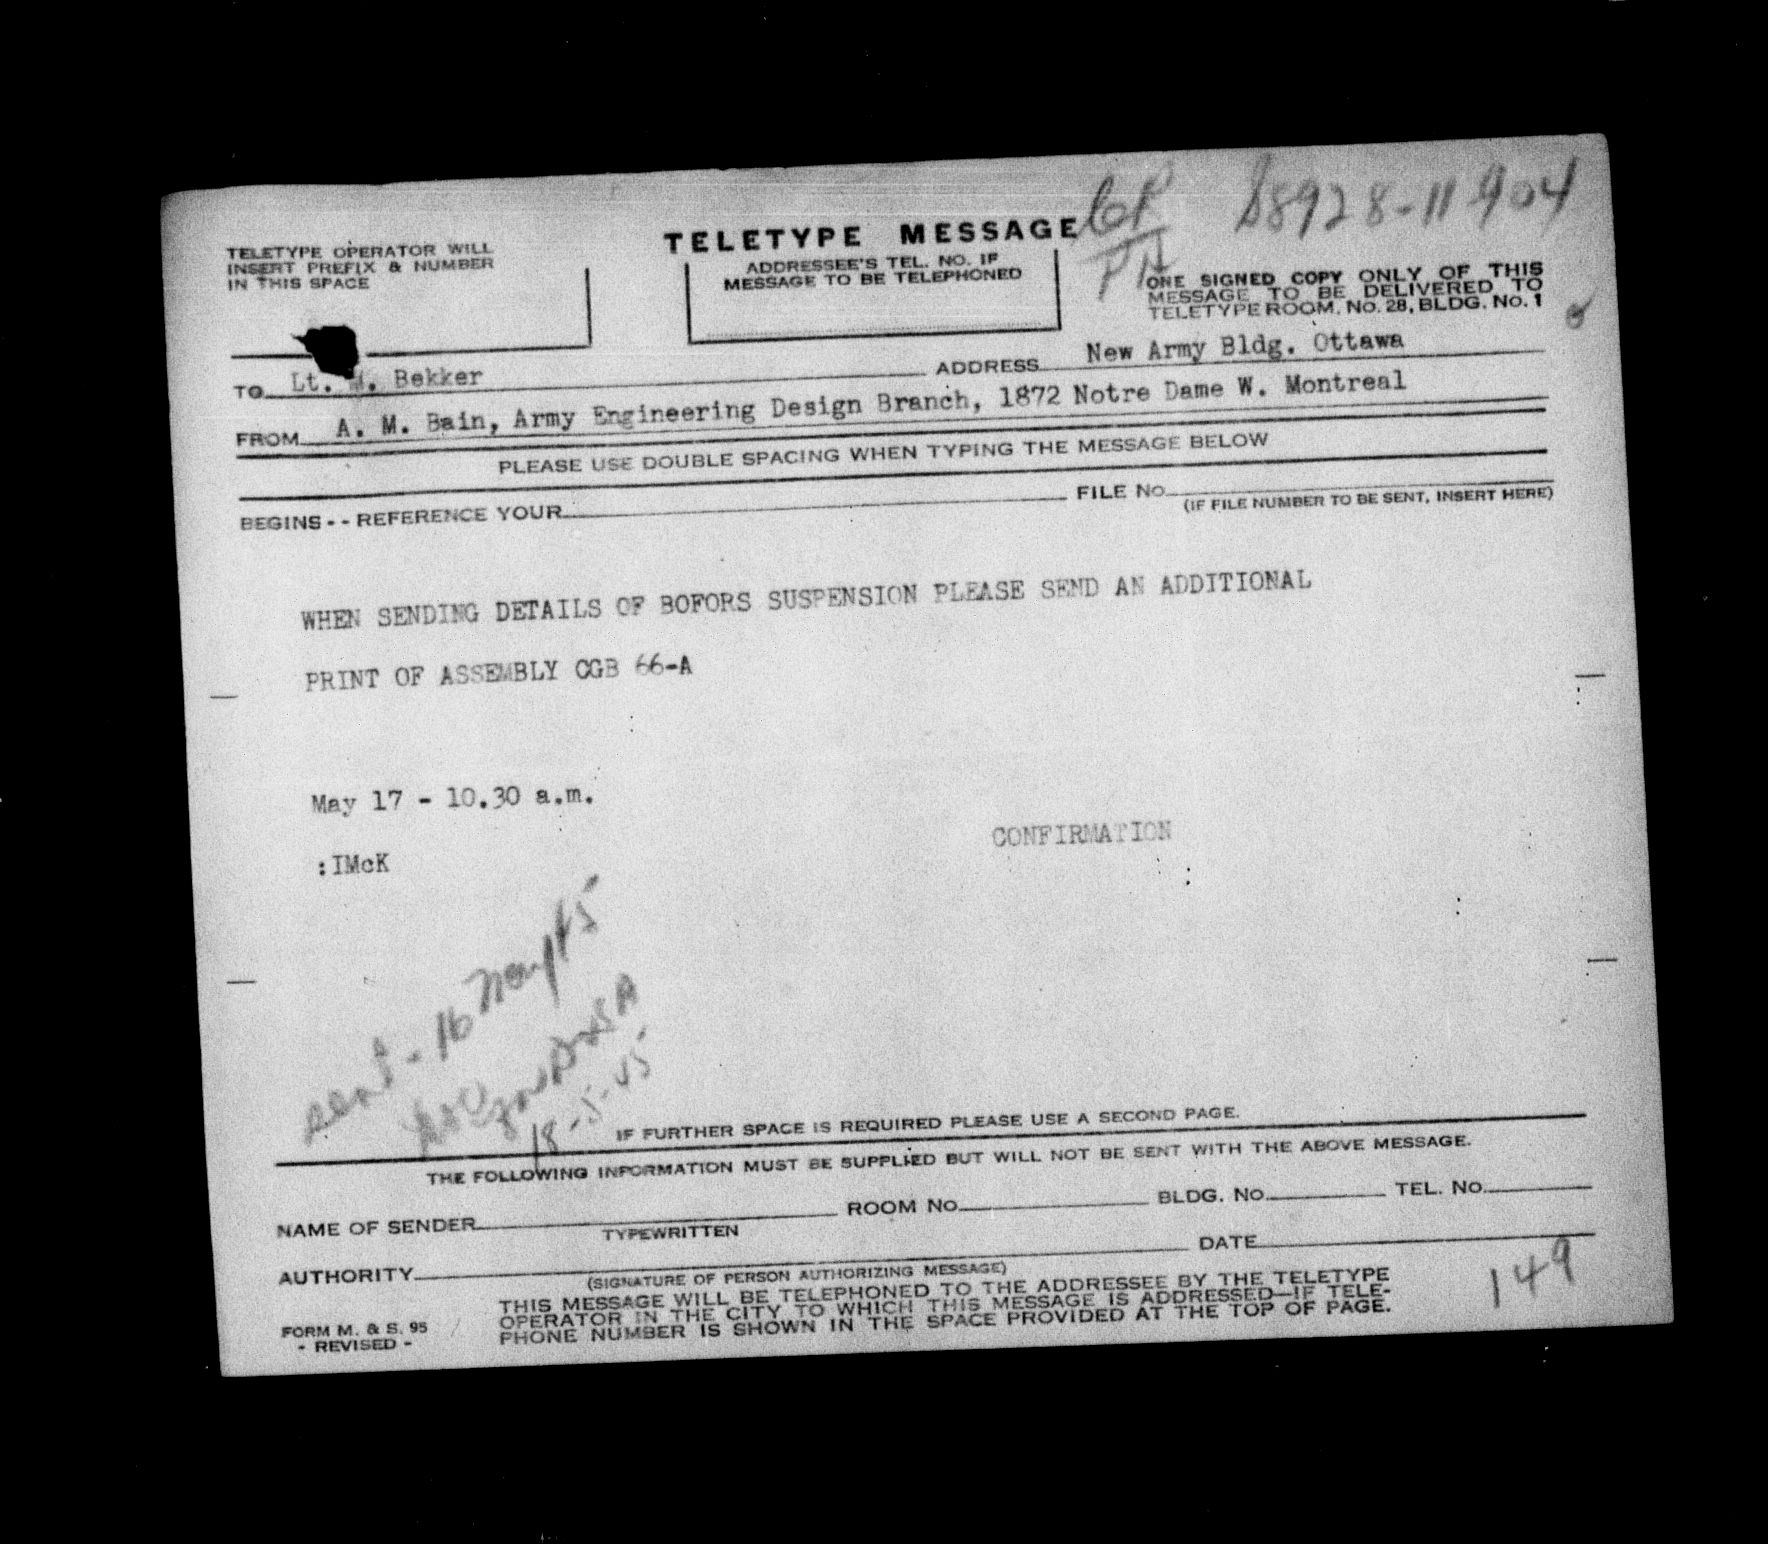 TELETYPE MESSAGE
8928-11 904
TELETYPE OPERATOR WILL
INSERT PREFIX & NUMBER
IN THIS SPACE
ADDRESSEE'S TEL. NO. IF
MESSAGE TO BE TELEPHONED
ONE SIGNED COPY ONLY OF THIS
MESSAGE TO BE DELIVERED TO
TELETYPE ROOM, No. 28, BLDG. No. 1
TO Lt. M. Bekker ADDRESS New Army Bldg. Ottawa
FROM A. M. Bain, Army Engineering Design Branch, 1872 Notre Dame W. Montreal
PLEASE USE DOUBLE SPACING WHEN TYPING THE MESSAGE BELOW
BEGINS - - REFERENCE YOUR FILE No.
(IF FILE NUMBER TO BE SENT, INSERT HERE)
WHEN SENDING DETAILS OF BOFORS SUSPENSION PLEASE SEND AN ADDITIONAL
PRINT OF ASSEMBLY CGB 66-A
May 17 - 10.30 a.m.
CONFIRMATION
:IMcK
sent - 16 May 45
18-5-45
IF FURTHER SPACE IS REQUIRED PLEASE USE A SECOND PAGE.
THE FOLLOWING INFORMATION MUST BE SUPPLIED BUT WILL NOT BE SENT WITH THE ABOVE MESSAGE.
NAME OF SENDER ROOM NO. BLDG. NO. TEL. NO.
TYPEWRITTEN
AUTHORITY DATE
(SIGNATURE OF PERSON AUTHORIZING MESSAGE)
149
THIS MESSAGE WILL BE TELEPHONED TO THE ADDRESSEE BY THE TELETYPE
OPERATOR IN THE CITY TO WHICH THIS MESSAGE IS ADDRESSED—IF TELE-
PHONE NUMBER IS SHOWN IN THE SPACE PROVIDED AT THE TOP OF PAGE.
FORM M. & S. 95
- REVISED -